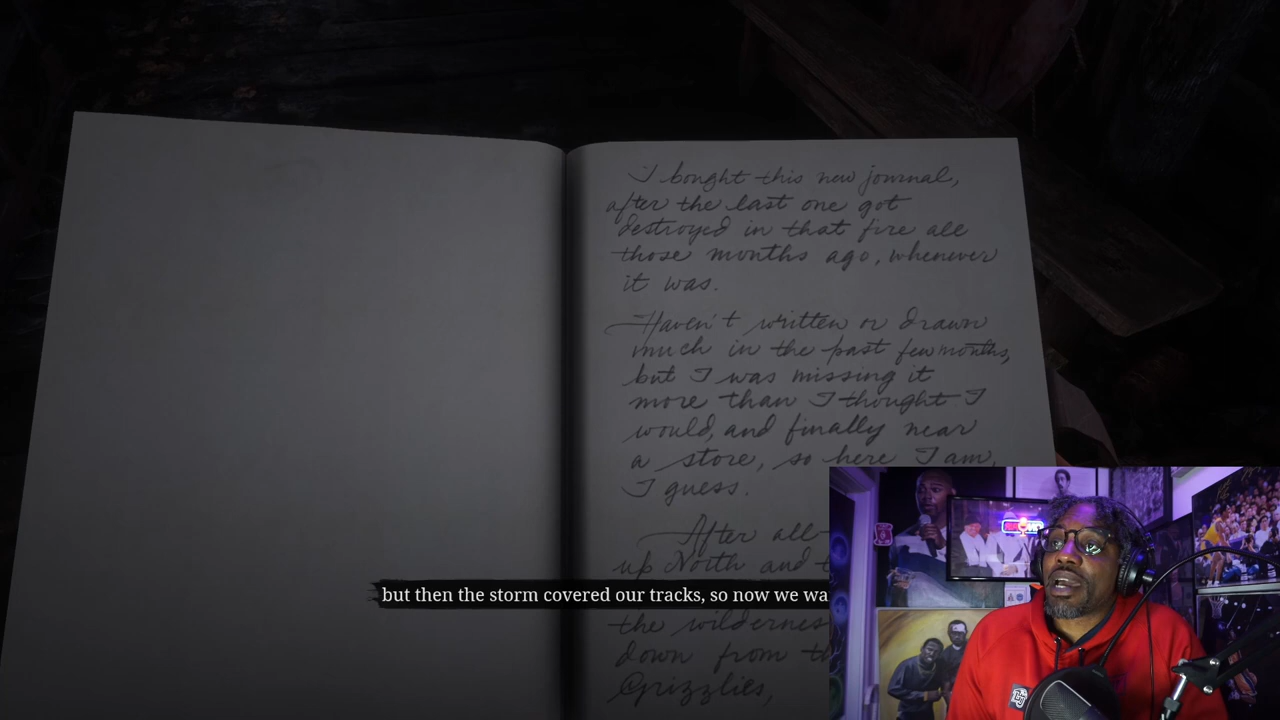 I bought this new journal,
after the last one got
destroyed in that fire all
those months ago, whenever
it was.
Haven't written or drawn
much in the past few months,
but I was missing it
more than I thought I
would, and finally near
a store, so here I am,
I guess.
After all
up North and
but then the storm covered our tracks, so now we wa
the wilderness
down from
Grizzlies,